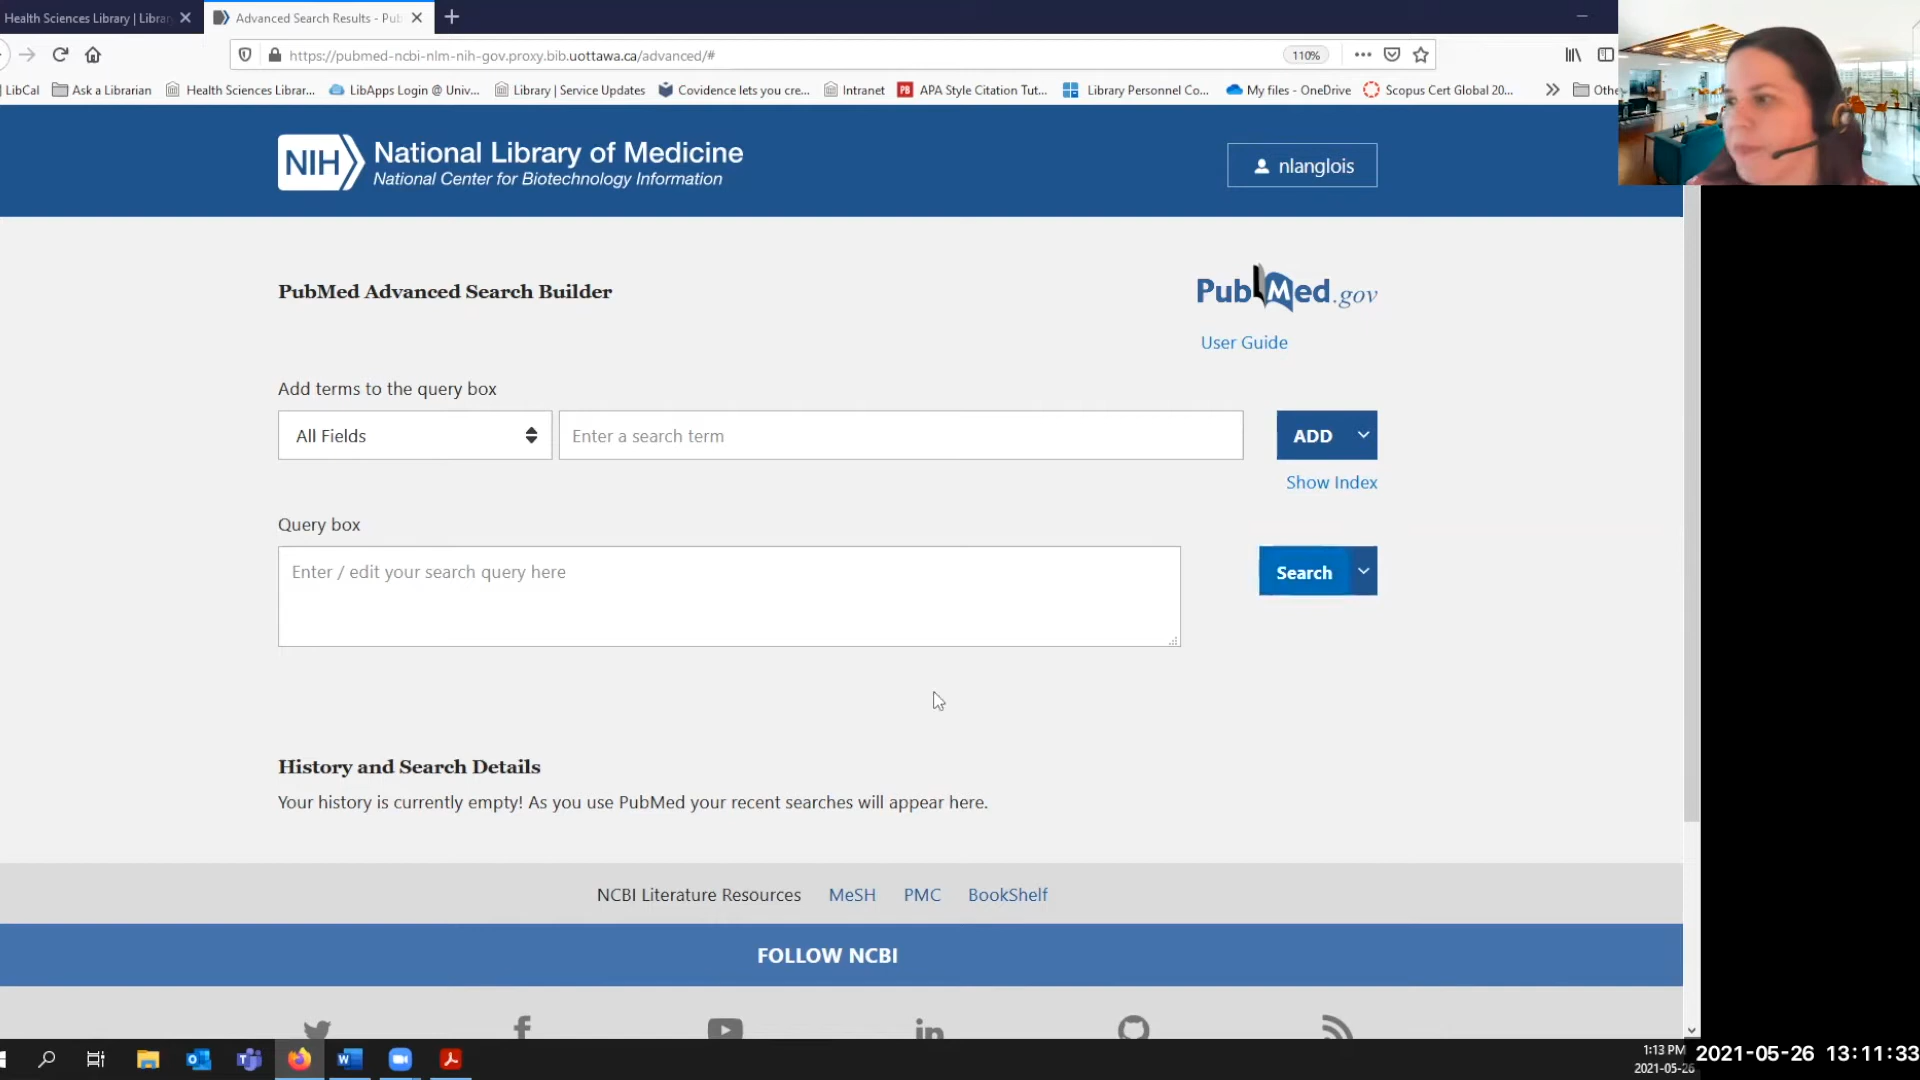 Health Sciences Library | Librar
Advanced Search Results - Pub
https://pubmed-ncbi-nlm-nih-gov.proxy.bib.uottawa.ca/advanced/#
110%
LibCal
Ask a Librarian
Health Sciences Librar...
LibApps Login @ Univ...
Library | Service Updates
Covidence lets you cre...
Intranet
PB
APA Style Citation Tut...
Library Personnel Co...
My files - OneDrive
Scopus Cert Global 20...
Othe
NIH
National Library of Medicine
National Center for Biotechnology Information
nlanglois
PubMed Advanced Search Builder
PubMed.gov
User Guide
Add terms to the query box
All Fields
Enter a search term
ADD
Show Index
Query box
Enter / edit your search query here
Search
History and Search Details
Your history is currently empty! As you use PubMed your recent searches will appear here.
NCBI Literature Resources
MeSH
PMC
BookShelf
FOLLOW NCBI
1:13 PM
2021-05-26
2021-05-26 13:11:33